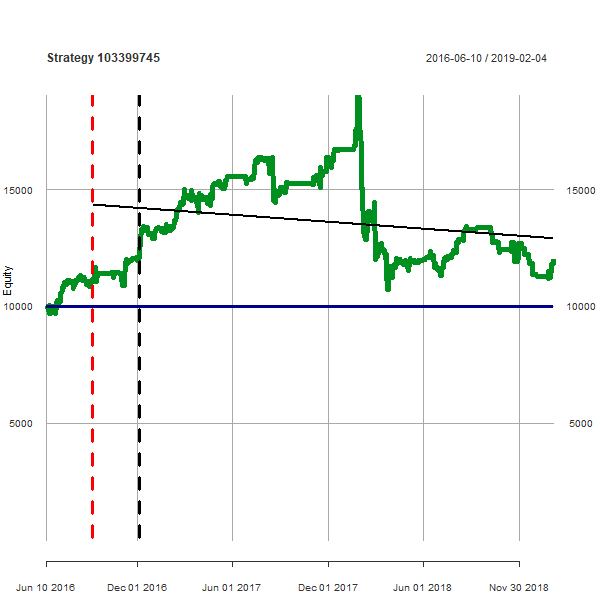 Strategy 103399745
2016-06-10 / 2019-02-04
15000
15000
Equity
10000
10000
5000
5000
Jun 10 2016
Dec 01 2016
Jun 01 2017
Dec 01 2017
Jun 01 2018
Nov 30 2018